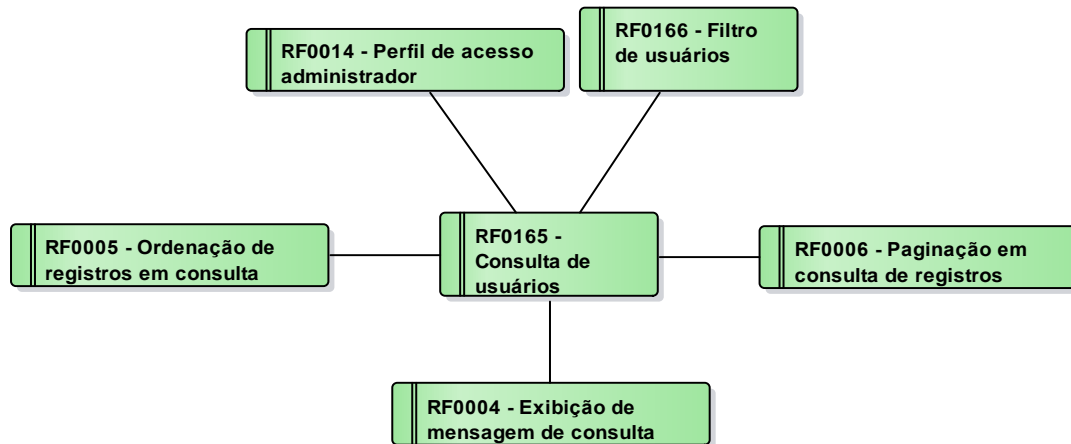 RF0014 - Perfil de acesso
administrador
RF0166 - Filtro
de usuários
RF0005 - Ordenação de
registros em consulta
RF0165 -
Consulta de
usuários
RF0006 - Paginação em
consulta de registros
RF0004 - Exibição de
mensagem de consulta